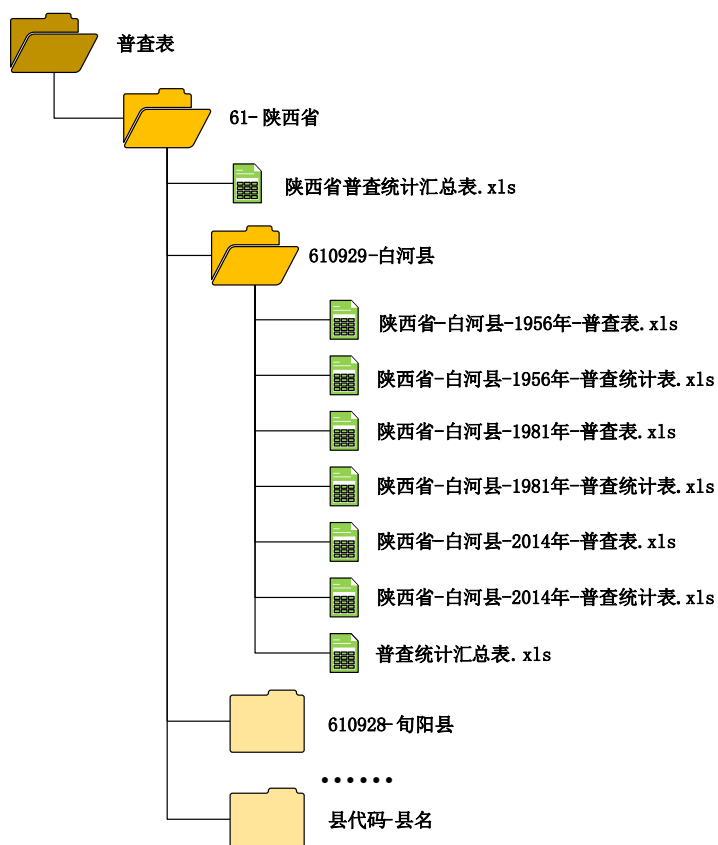 普查表
61-陕西省
陕西省普查统计汇总表.xls
610929-白河县
陕西省-白河县-1956年-普查表.xls
陕西省-白河县-1956年-普查统计表.xls
陕西省-白河县-1981年-普查表.xls
陕西省-白河县-1981年-普查统计表.xls
陕西省-白河县-2014年-普查表.xls
陕西省-白河县-2014年-普查统计表.xls
普查统计汇总表.xls
610928-旬阳县
······
县代码-县名